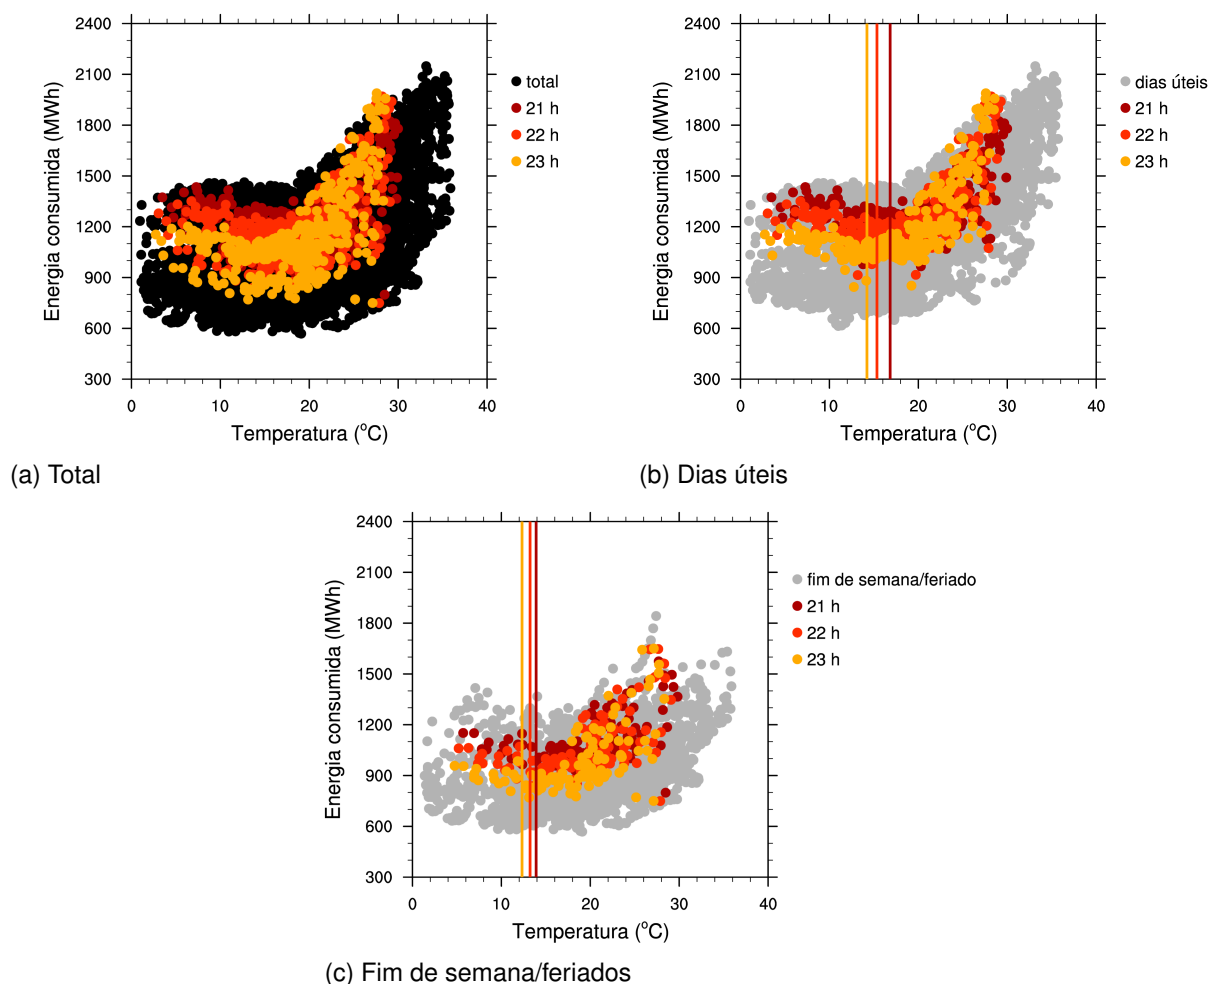 2400
2100
1800
1500
1200
900
600
300
Energia consumida (MWh)
0 10 20 30 40
Temperatura (°C)
total
21 h
22 h
23 h
(a) Total
2400
2100
1800
1500
1200
900
600
300
Energia consumida (MWh)
0 10 20 30 40
Temperatura (°C)
dias úteis
21 h
22 h
23 h
(b) Dias úteis
2400
2100
1800
1500
1200
900
600
300
Energia consumida (MWh)
0 10 20 30 40
Temperatura (°C)
fim de semana/feriado
21 h
22 h
23 h
(c) Fim de semana/feriados